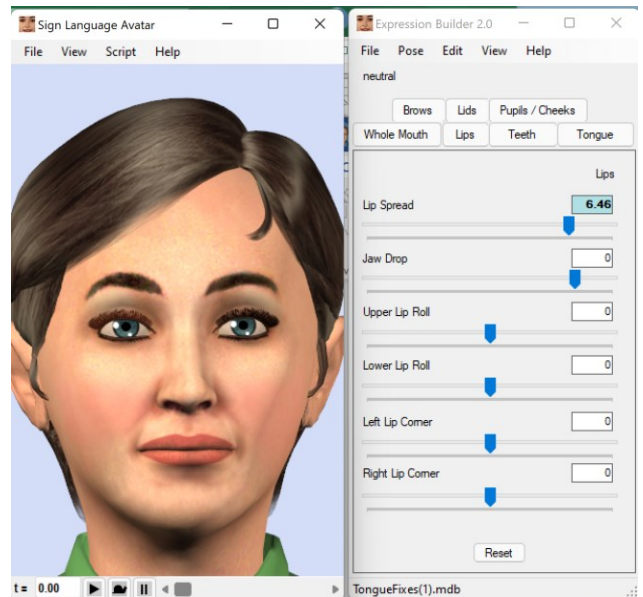 Sign Language Avatar
File View Script Help
t = 0.00
Expression Builder 2.0
File Pose Edit View Help
neutral
Brows Lids Pupils / Cheeks
Whole Mouth Lips Teeth Tongue
Lips
Lip Spread 6.46
Jaw Drop 0
Upper Lip Roll 0
Lower Lip Roll 0
Left Lip Corner 0
Right Lip Corner 0
Reset
TongueFixes(1).mdb